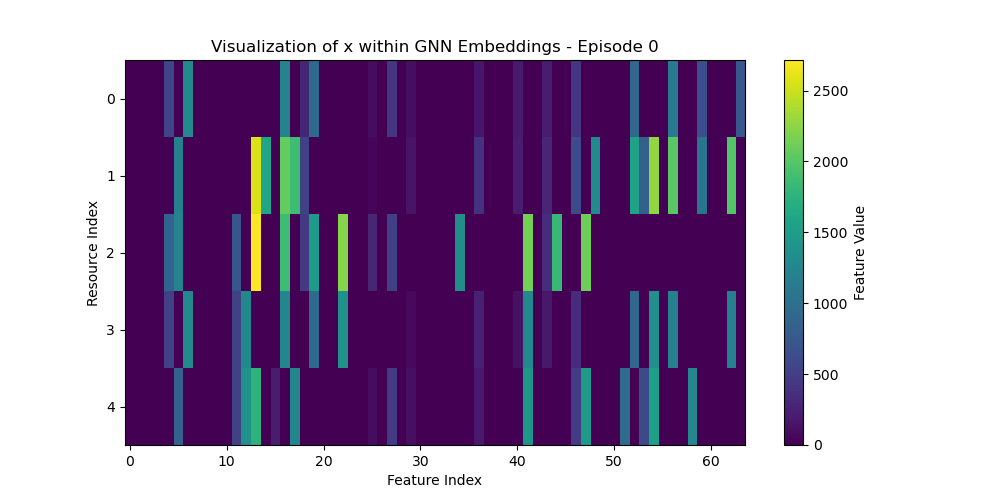 Visualization of x within GNN Embeddings - Episode 0
Resource Index
0
1
2
3
4
0 10 20 30 40 50 60
Feature Index
2500
2000
1500
1000
500
0
Feature Value